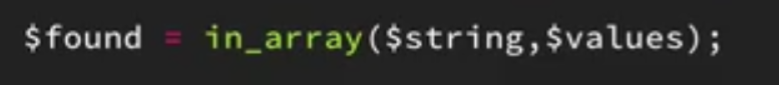 $found = in_array($string,$values);